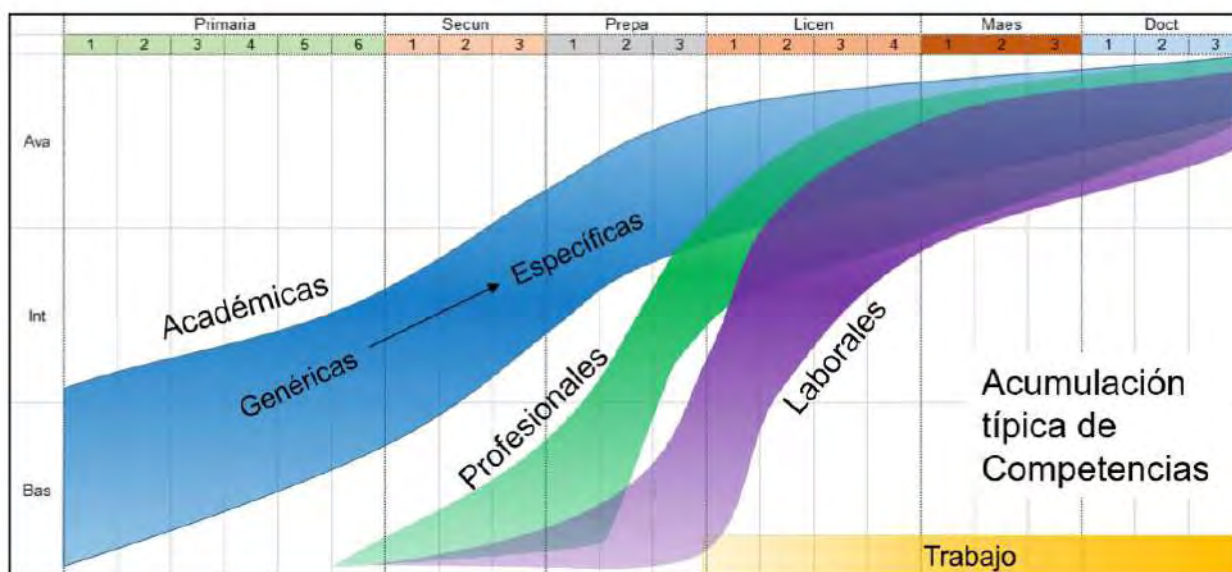 Primaria Secun Prepa Licen Maes Doct
1 2 3 4 5 6 1 2 3 1 2 3 1 2 3 4 1 2 3 1 2 3
Ava
Int
Bas
Académicas
Genéricas
Específicas
Profesionales
Laborales
Acumulación
típica de
Competencias
Trabajo